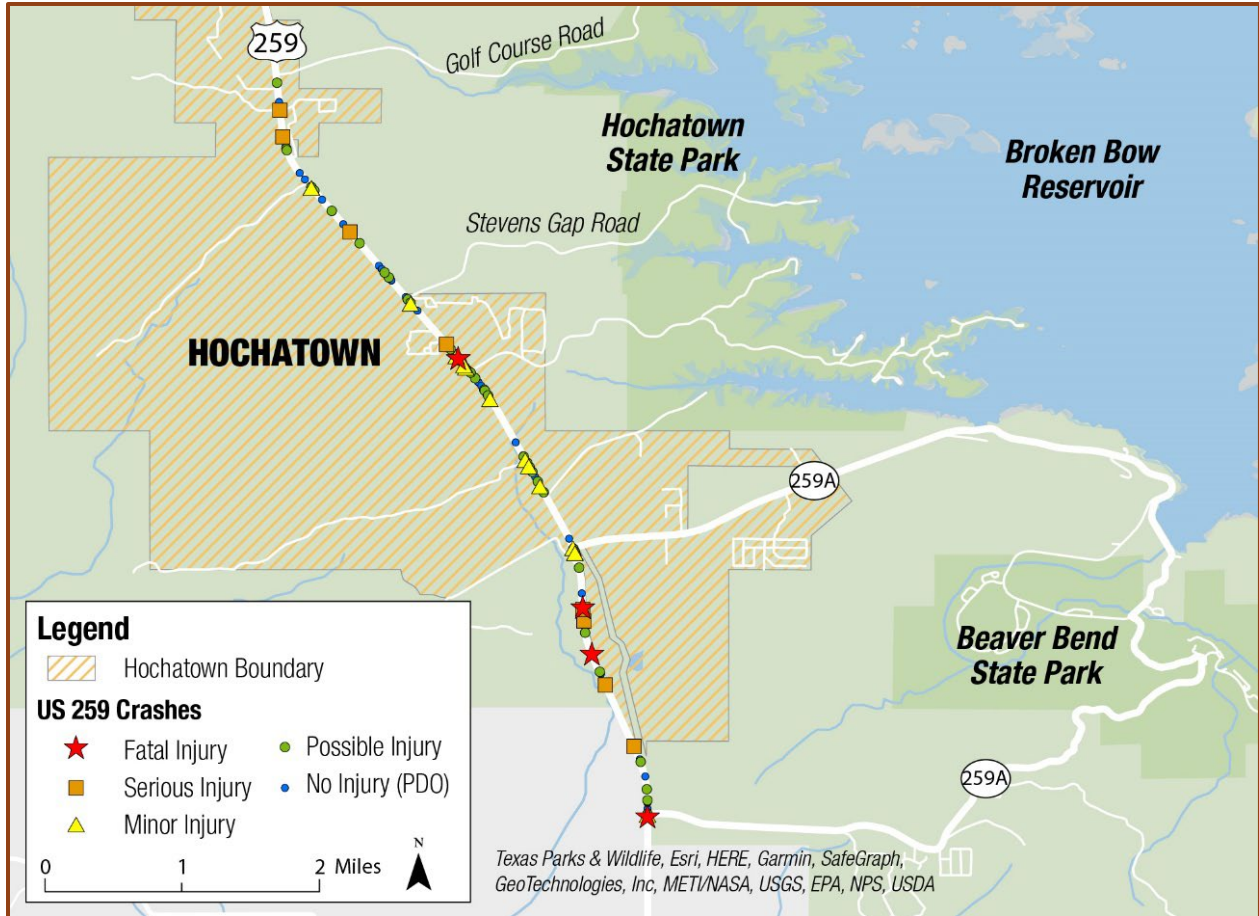 259
Golf Course Road
Hochatown
State Park
Broken Bow
Reservoir
Stevens Gap Road
HOCHATOWN
259A
Beaver Bend
State Park
259A
Legend
Hochatown Boundary
US 259 Crashes
Fatal Injury
Possible Injury
Serious Injury
No Injury (PDO)
Minor Injury
N
0 1 2 Miles
Texas Parks & Wildlife, Esri, HERE, Garmin, SafeGraph,
GeoTechnologies, Inc, METI/NASA, USGS, EPA, NPS, USDA